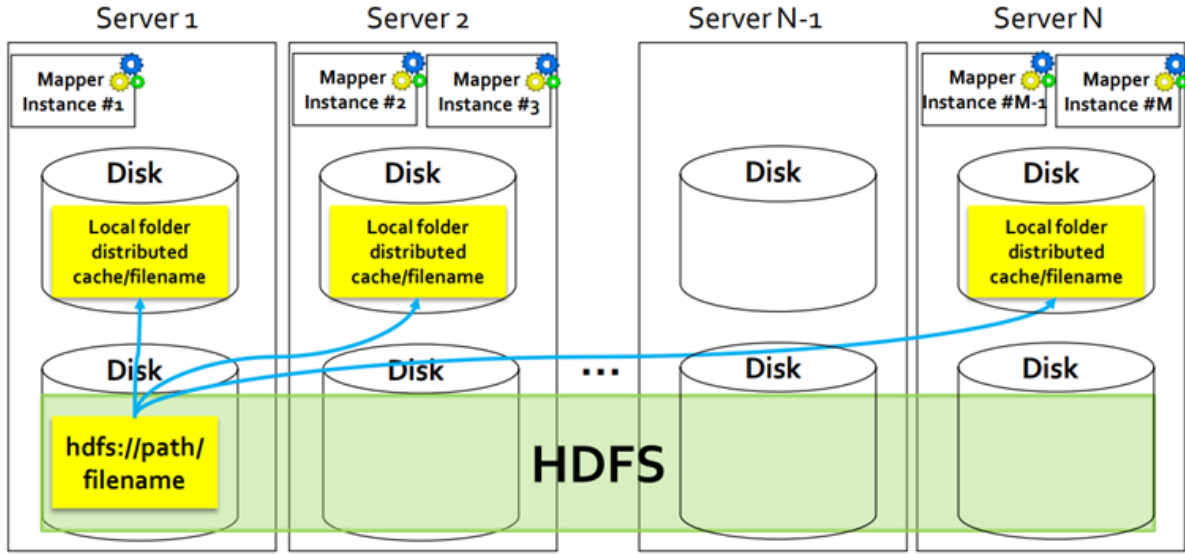 Server 1
Server 2
Server N-1
Server N
Mapper
Instance #1
Mapper
Instance #2
Mapper
Instance #3
Mapper
Instance #M-1
Mapper
Instance #M
Disk
Local folder
distributed
cache/filename
Disk
Local folder
distributed
cache/filename
Disk
Disk
Local folder
distributed
cache/filename
Disk
Disk
...
Disk
Disk
hdfs://path/
filename
HDFS